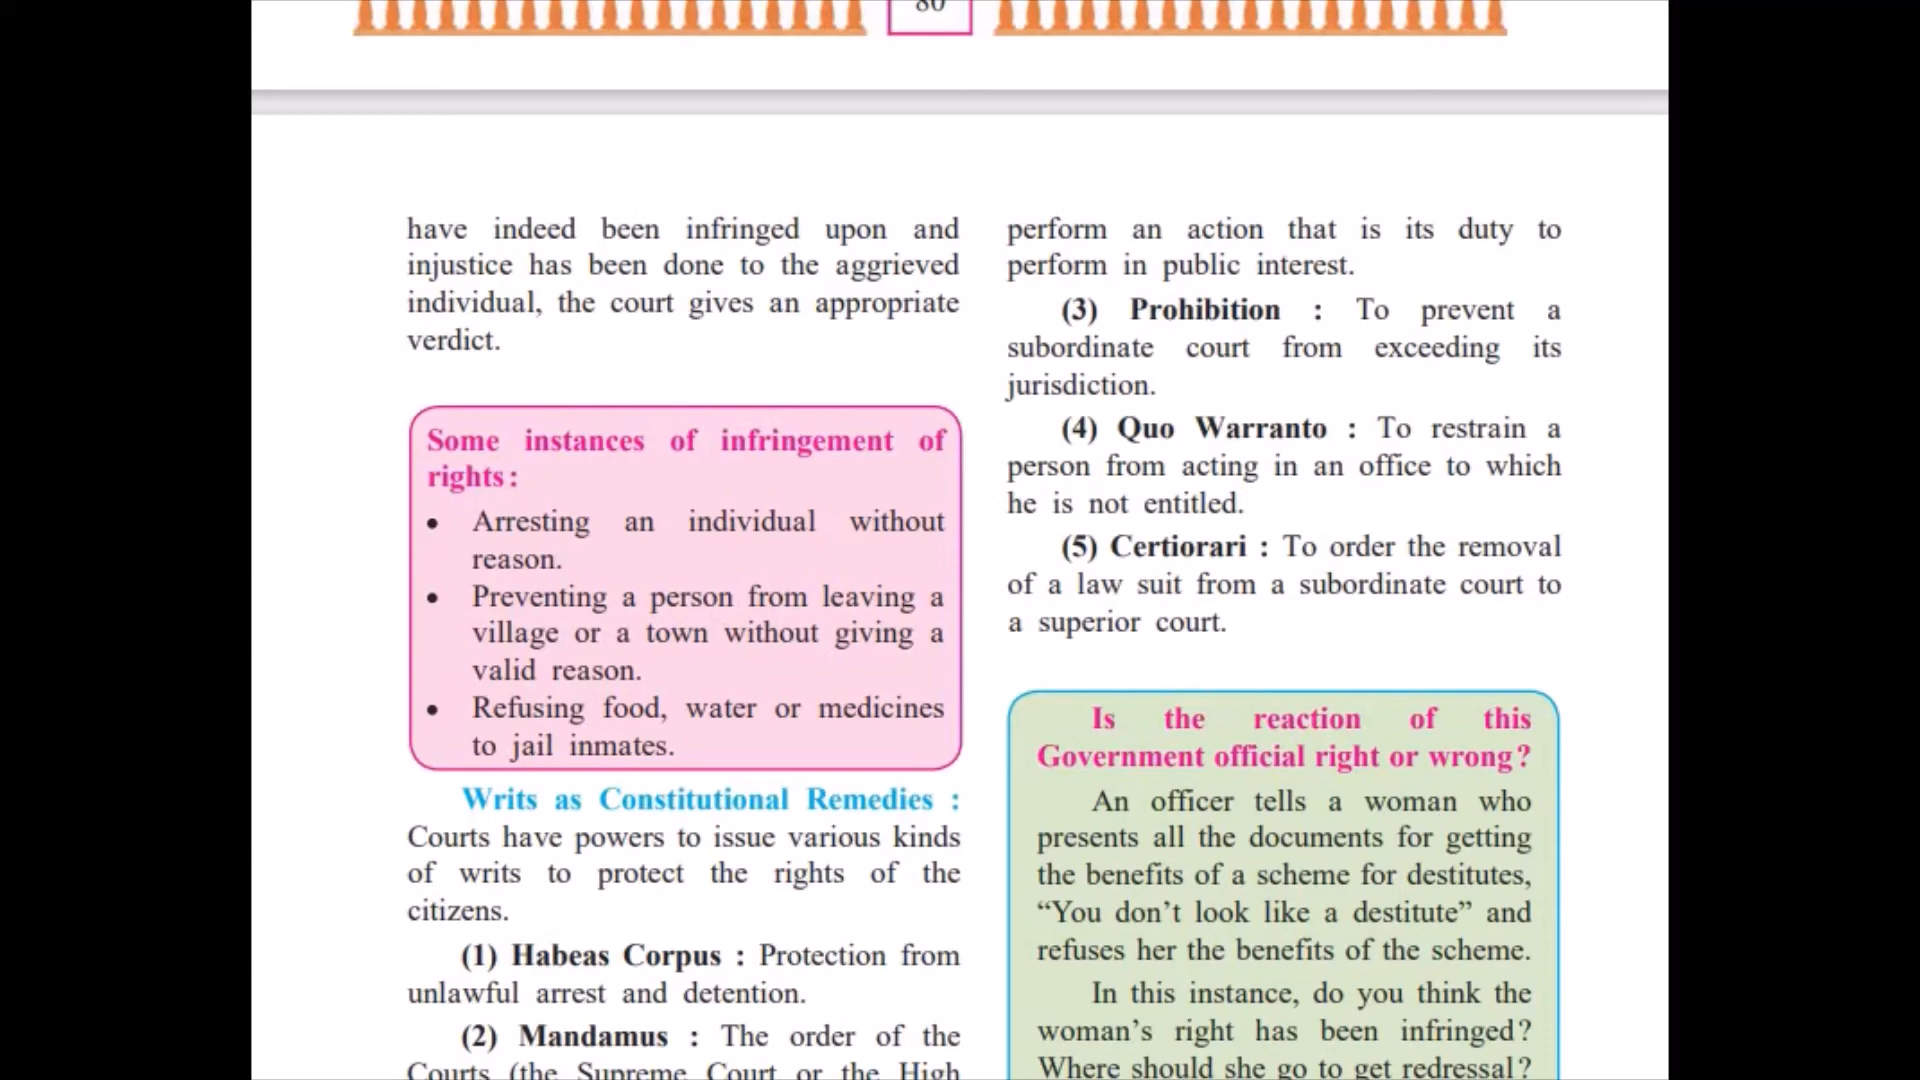 80
have indeed been infringed upon and
injustice has been done to the aggrieved
individual, the court gives an appropriate
verdict.
Some instances of infringement of
rights :
• Arresting an individual without
reason.
• Preventing a person from leaving a
village or a town without giving a
valid reason.
• Refusing food, water or medicines
to jail inmates.
Writs as Constitutional Remedies :
Courts have powers to issue various kinds
of writs to protect the rights of the
citizens.
(1) Habeas Corpus : Protection from
unlawful arrest and detention.
(2) Mandamus : The order of the
Courts (the Supreme Court or the High
perform an action that is its duty to
perform in public interest.
(3) Prohibition : To prevent a
subordinate court from exceeding its
jurisdiction.
(4) Quo Warranto : To restrain a
person from acting in an office to which
he is not entitled.
(5) Certiorari : To order the removal
of a law suit from a subordinate court to
a superior court.
Is the reaction of this
Government official right or wrong?
An officer tells a woman who
presents all the documents for getting
the benefits of a scheme for destitutes,
“You don’t look like a destitute” and
refuses her the benefits of the scheme.
In this instance, do you think the
woman’s right has been infringed?
Where should she go to get redressal?